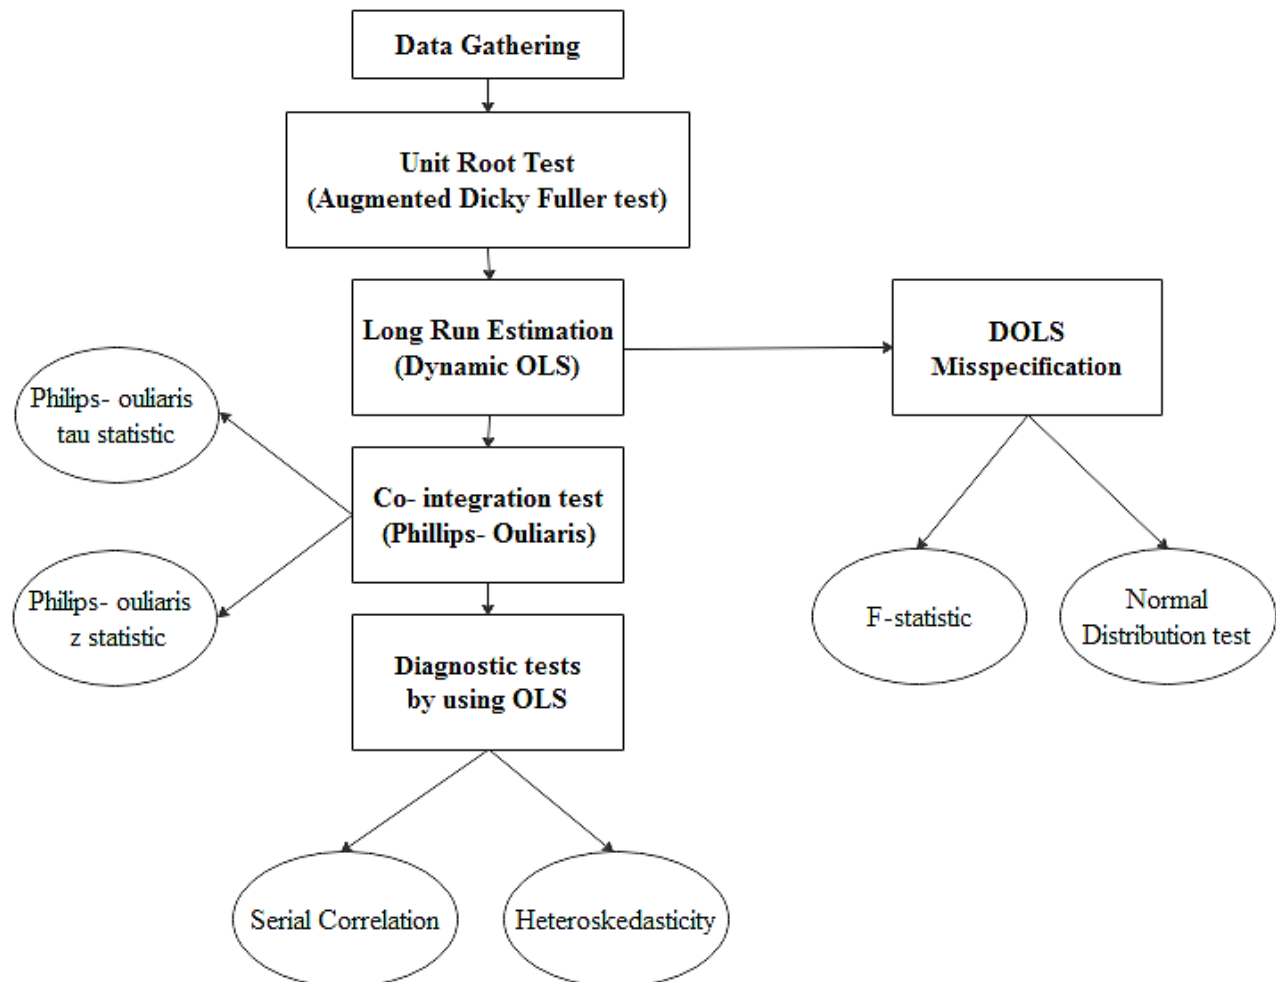 Data Gathering
Unit Root Test
(Augmented Dicky Fuller test)
Long Run Estimation
(Dynamic OLS)
DOLS
Misspecification
Philips- ouliaris
tau statistic
Co- integration test
(Phillips- Ouliaris)
Philips- ouliaris
z statistic
F-statistic
Normal
Distribution test
Diagnostic tests
by using OLS
Serial Correlation
Heteroskedasticity